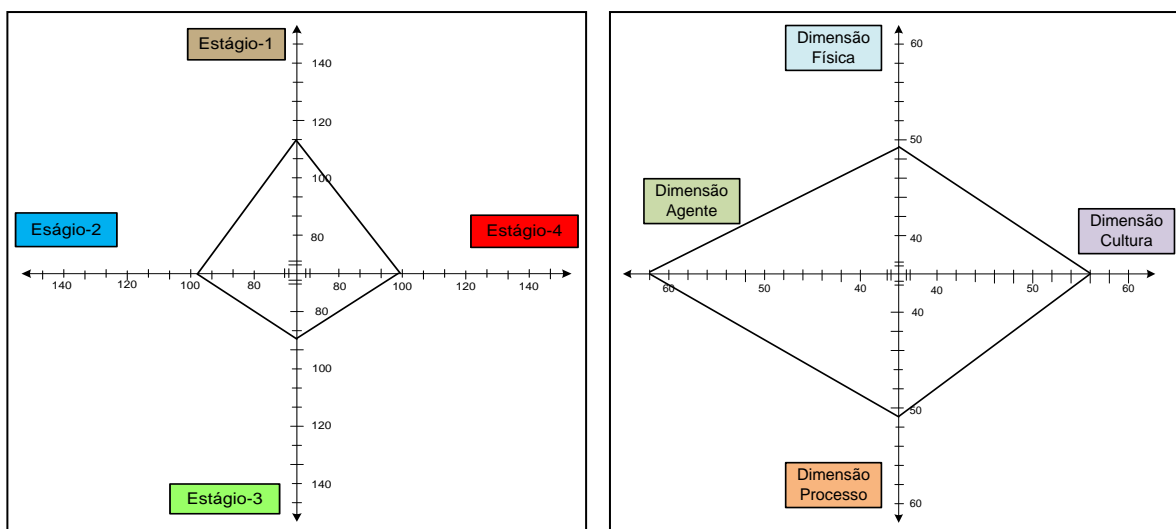 Estágio-1
140
120
100
80
Eságio-2
Estágio-4
140 120 100 80 100 120 140
80
100
120
140
Estágio-3
Dimensão
Física
60
50
40
Dimensão
Agente
Dimensão
Cultura
60 50 40 40 50 60
40
50
60
Dimensão
Processo